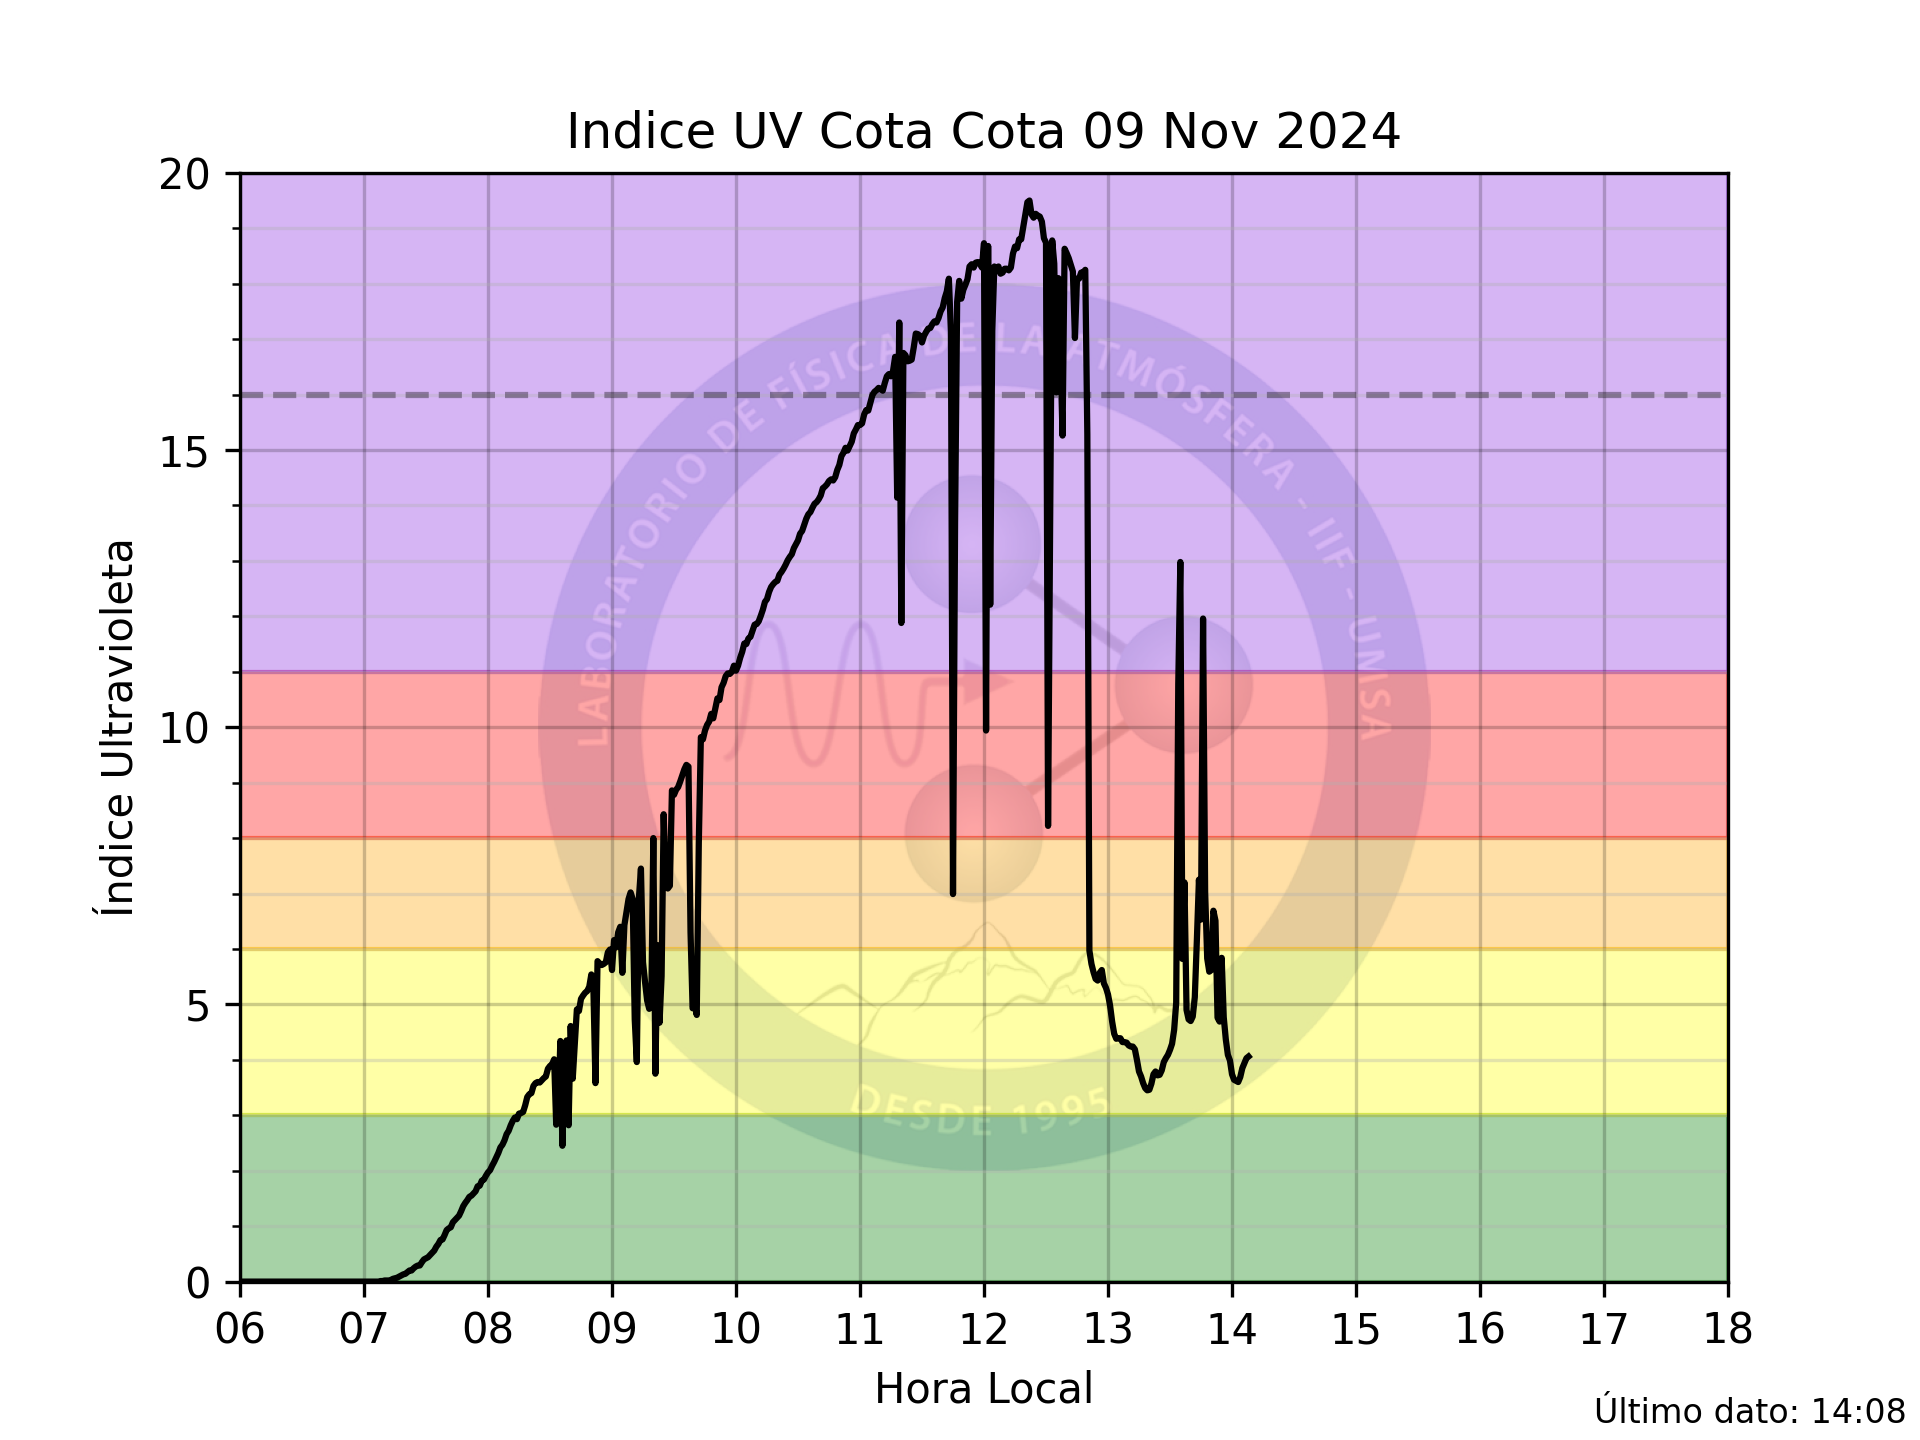 Indice UV Cota Cota 09 Nov 2024
20
15
10
5
0
Índice Ultravioleta
LABORATORIO DE FÍSICA DE LA ATMÓSFERA - IIF - UMSA
DESDE 1995
06 07 08 09 10 11 12 13 14 15 16 17 18
Hora Local
Último dato: 14:08